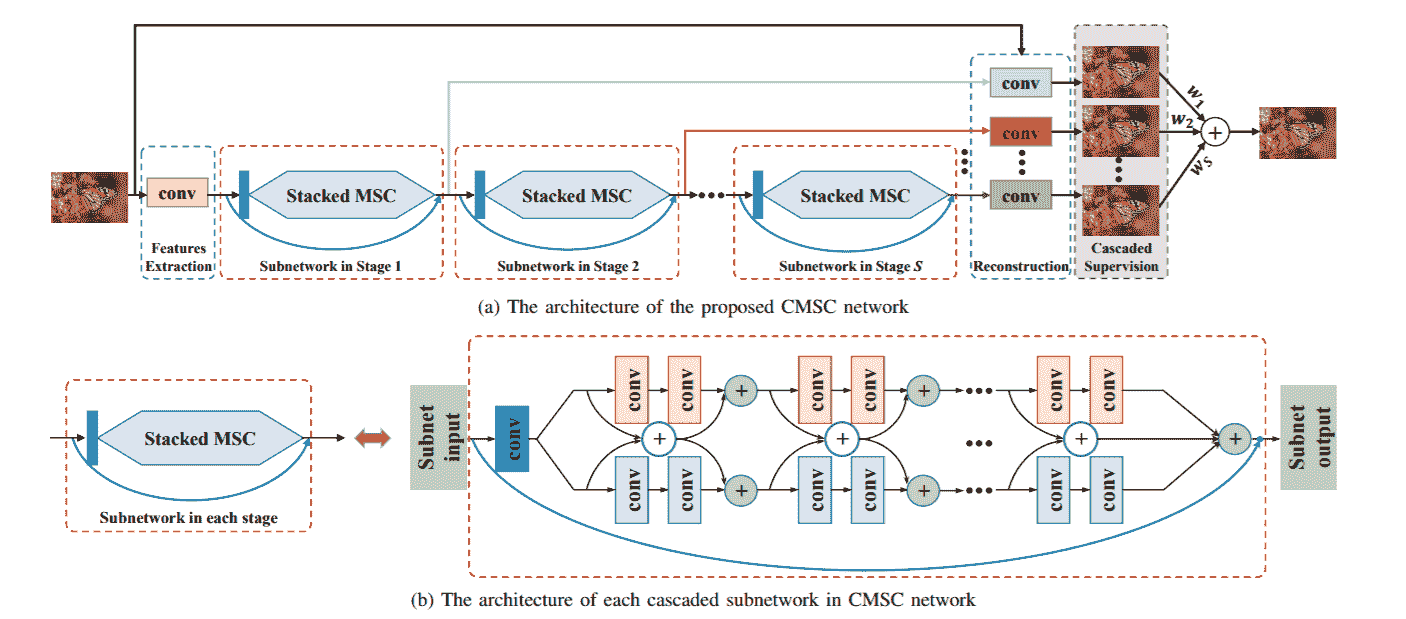 conv
Features
Extraction
Stacked MSC
Subnetwork in Stage 1
Stacked MSC
Subnetwork in Stage 2
Stacked MSC
Subnetwork in Stage S
conv
conv
conv
Reconstruction
Cascaded
Supervision
w1
w2
wS
+
(a) The architecture of the proposed CMSC network
Stacked MSC
Subnetwork in each stage
Subnet
input
conv
conv
conv
+
conv
conv
+
conv
conv
+
+
+
conv
conv
+
conv
conv
+
conv
conv
+
Subnet
output
(b) The architecture of each cascaded subnetwork in CMSC network